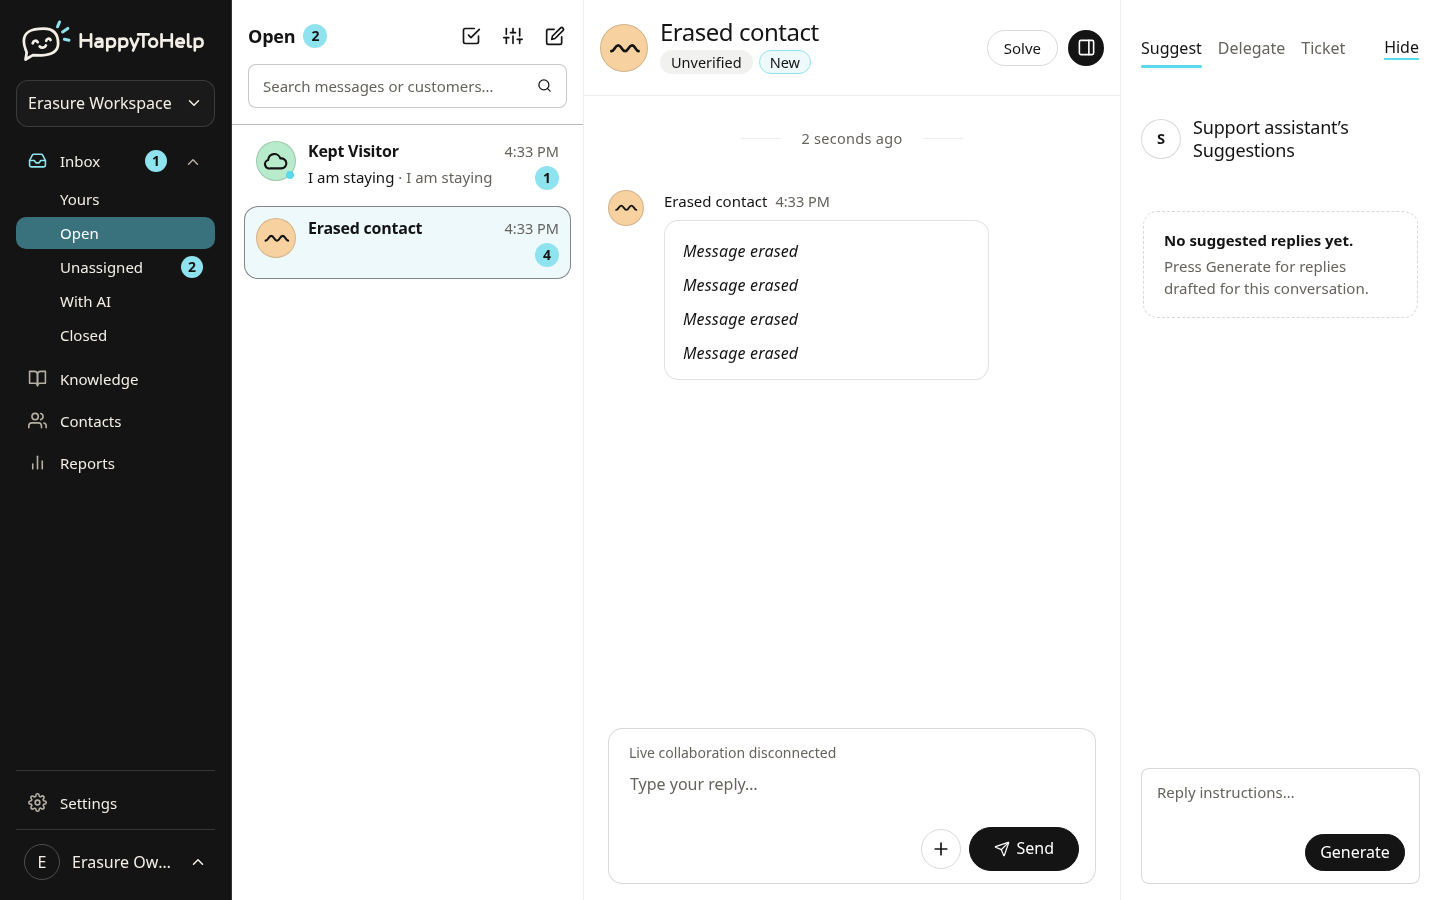 HappyToHelp
Erasure Workspace
Inbox 1
Yours
Open
Unassigned 2
With AI
Closed
Knowledge
Contacts
Reports
Settings
E Erasure Ow...
Open 2
Search messages or customers...
Kept Visitor 4:33 PM
I am staying · I am staying 1
Erased contact 4:33 PM
4
Erased contact
Unverified New
Solve
2 seconds ago
Erased contact 4:33 PM
Message erased
Message erased
Message erased
Message erased
Live collaboration disconnected
Type your reply...
Send
Suggest Delegate Ticket Hide
S Support assistant’s
Suggestions
No suggested replies yet.
Press Generate for replies
drafted for this conversation.
Reply instructions...
Generate